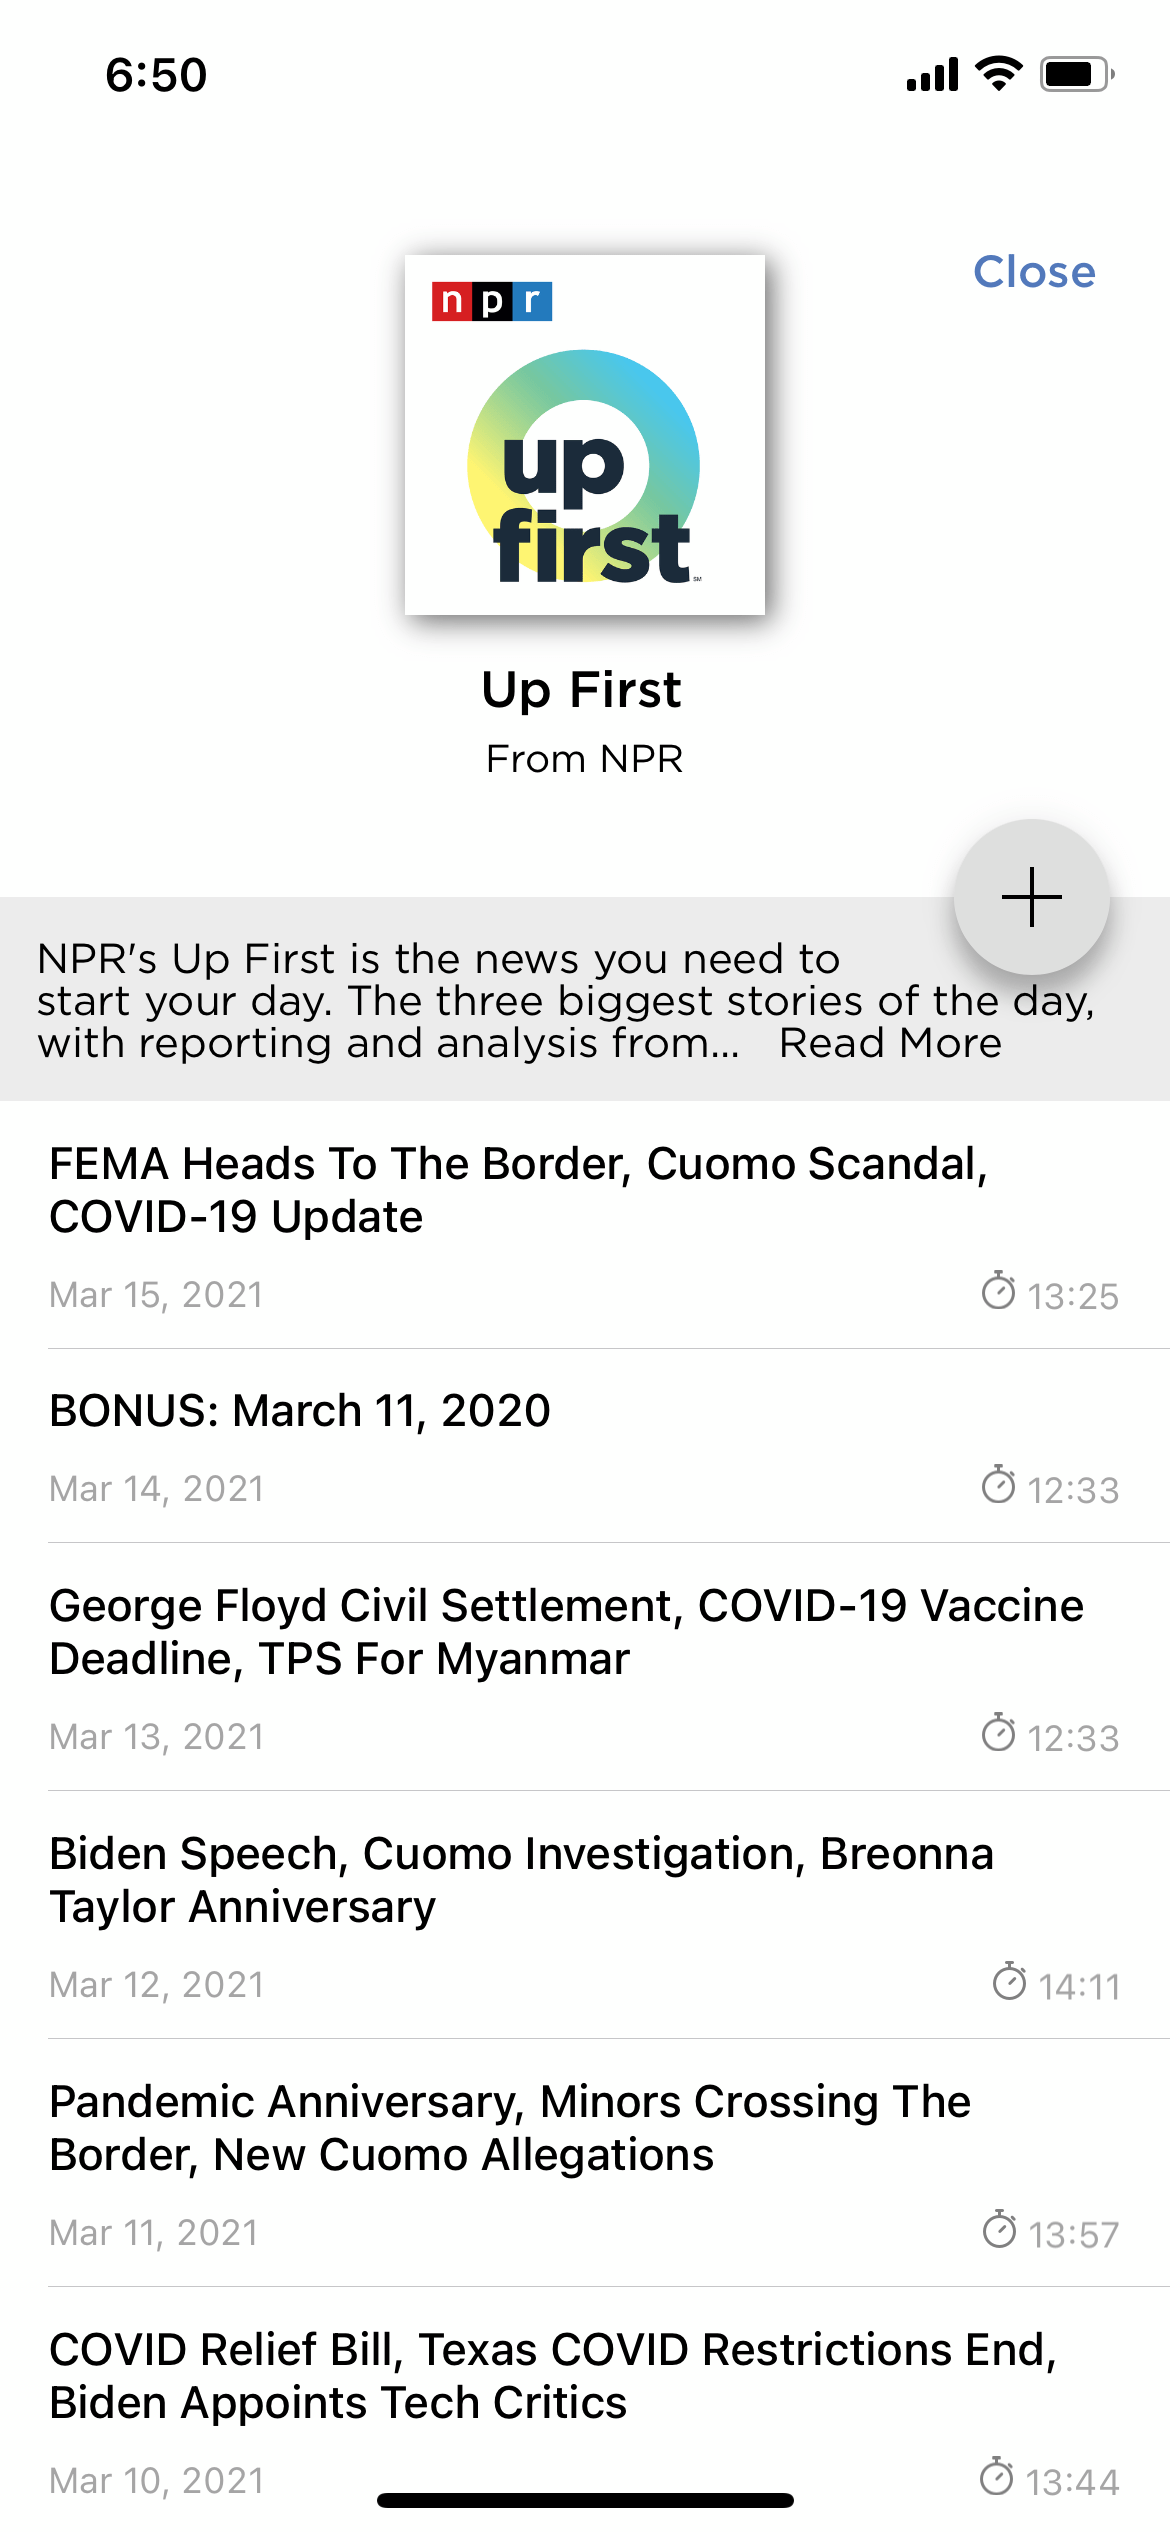 6:50
Close
npr
up
first
SM
Up First
From NPR
NPR's Up First is the news you need to
start your day. The three biggest stories of the day,
with reporting and analysis from... Read More
FEMA Heads To The Border, Cuomo Scandal,
COVID-19 Update
Mar 15, 2021 13:25
BONUS: March 11, 2020
Mar 14, 2021 12:33
George Floyd Civil Settlement, COVID-19 Vaccine
Deadline, TPS For Myanmar
Mar 13, 2021 12:33
Biden Speech, Cuomo Investigation, Breonna
Taylor Anniversary
Mar 12, 2021 14:11
Pandemic Anniversary, Minors Crossing The
Border, New Cuomo Allegations
Mar 11, 2021 13:57
COVID Relief Bill, Texas COVID Restrictions End,
Biden Appoints Tech Critics
Mar 10, 2021 13:44